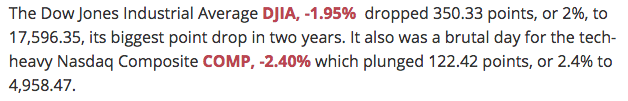 The Dow Jones Industrial Average DJIA, -1.95% dropped 350.33 points, or 2%, to
17,596.35, its biggest point drop in two years. It also was a brutal day for the tech-
heavy Nasdaq Composite COMP, -2.40% which plunged 122.42 points, or 2.4% to
4,958.47.